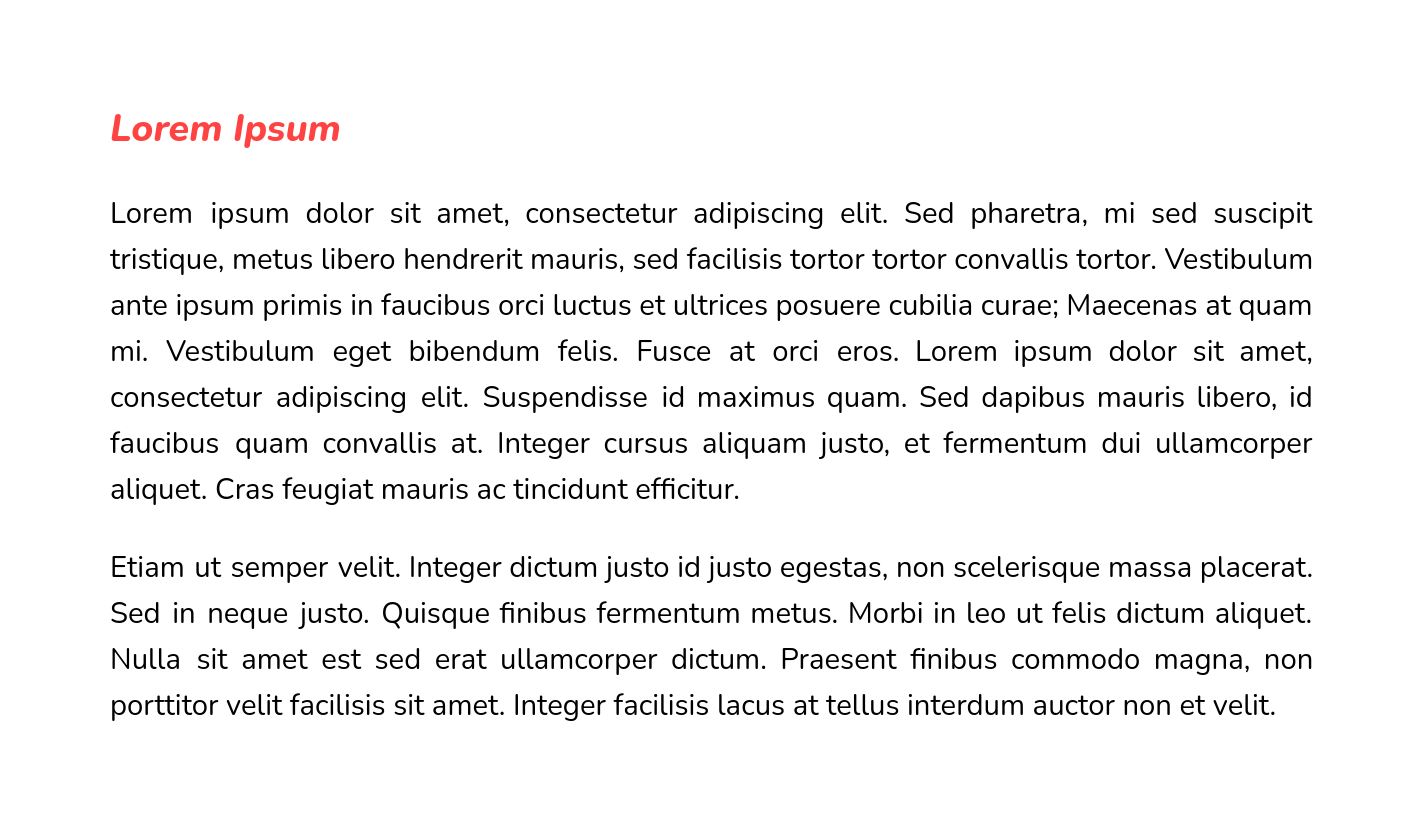 Lorem Ipsum
Lorem ipsum dolor sit amet, consectetur adipiscing elit. Sed pharetra, mi sed suscipit
tristique, metus libero hendrerit mauris, sed facilisis tortor tortor convallis tortor. Vestibulum
ante ipsum primis in faucibus orci luctus et ultrices posuere cubilia curae; Maecenas at quam
mi. Vestibulum eget bibendum felis. Fusce at orci eros. Lorem ipsum dolor sit amet,
consectetur adipiscing elit. Suspendisse id maximus quam. Sed dapibus mauris libero, id
faucibus quam convallis at. Integer cursus aliquam justo, et fermentum dui ullamcorper
aliquet. Cras feugiat mauris ac tincidunt efficitur.
Etiam ut semper velit. Integer dictum justo id justo egestas, non scelerisque massa placerat.
Sed in neque justo. Quisque finibus fermentum metus. Morbi in leo ut felis dictum aliquet.
Nulla sit amet est sed erat ullamcorper dictum. Praesent finibus commodo magna, non
porttitor velit facilisis sit amet. Integer facilisis lacus at tellus interdum auctor non et velit.